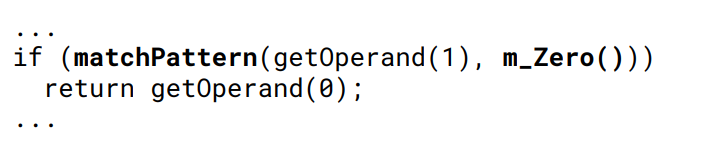 ...
if (matchPattern(getOperand(1), m_Zero()))
  return getOperand(0);
...